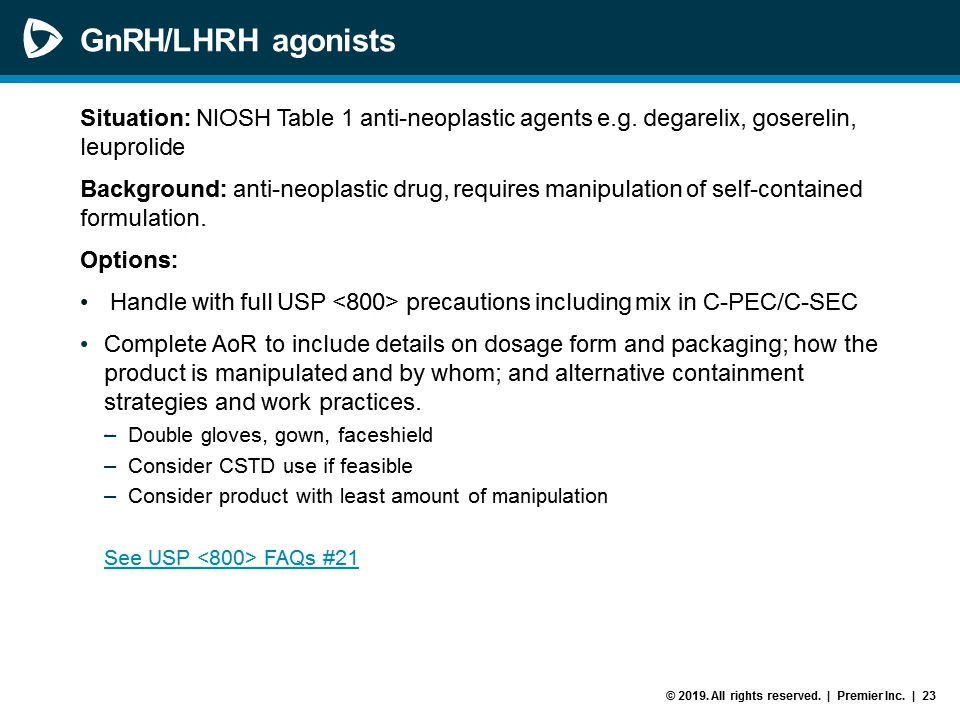 GnRH/LHRH agonists
Situation: NIOSH Table 1 anti-neoplastic agents e.g. degarelix, goserelin,
leuprolide
Background: anti-neoplastic drug, requires manipulation of self-contained
formulation.
Options:
• Handle with full USP <800> precautions including mix in C-PEC/C-SEC
• Complete AoR to include details on dosage form and packaging; how the
product is manipulated and by whom; and alternative containment
strategies and work practices.
– Double gloves, gown, faceshield
– Consider CSTD use if feasible
– Consider product with least amount of manipulation
See USP <800> FAQs #21
© 2019. All rights reserved. | Premier Inc. | 23